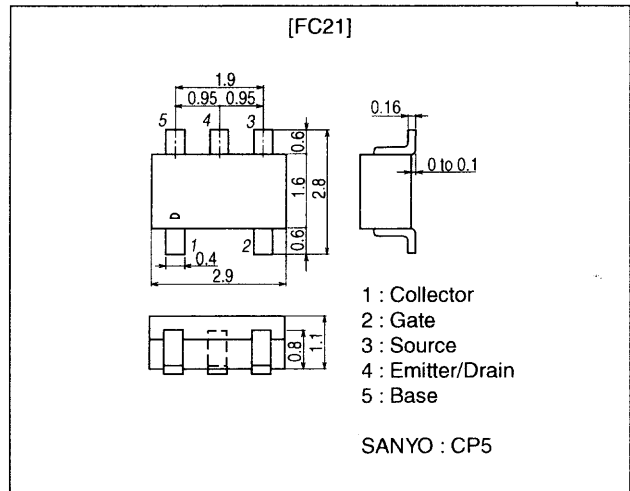 [FC21]
1.9
0.95 0.95
5 4 3
0.6
1.6
2.8
0.6
1 2
0.4
2.9
0.16
0 to 0.1
0.8
1.1
1 : Collector
2 : Gate
3 : Source
4 : Emitter/Drain
5 : Base
SANYO : CP5